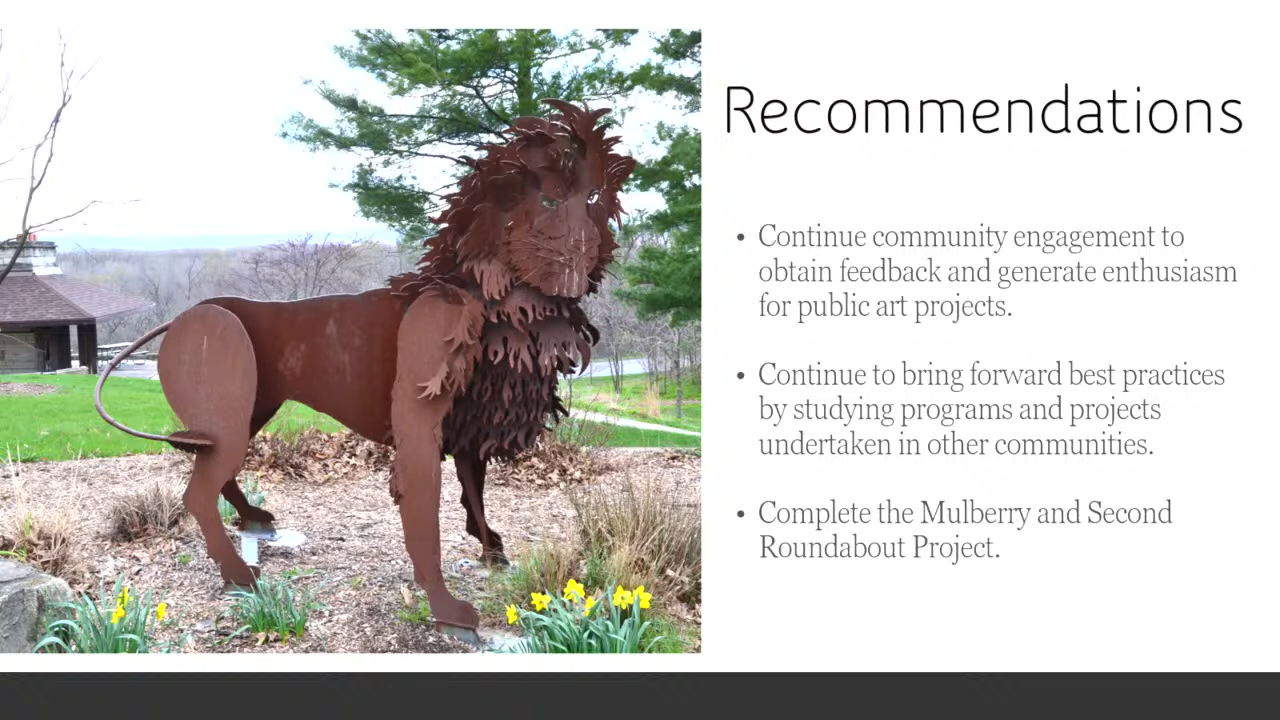 Recommendations
• Continue community engagement to
obtain feedback and generate enthusiasm
for public art projects.
• Continue to bring forward best practices
by studying programs and projects
undertaken in other communities.
• Complete the Mulberry and Second
Roundabout Project.